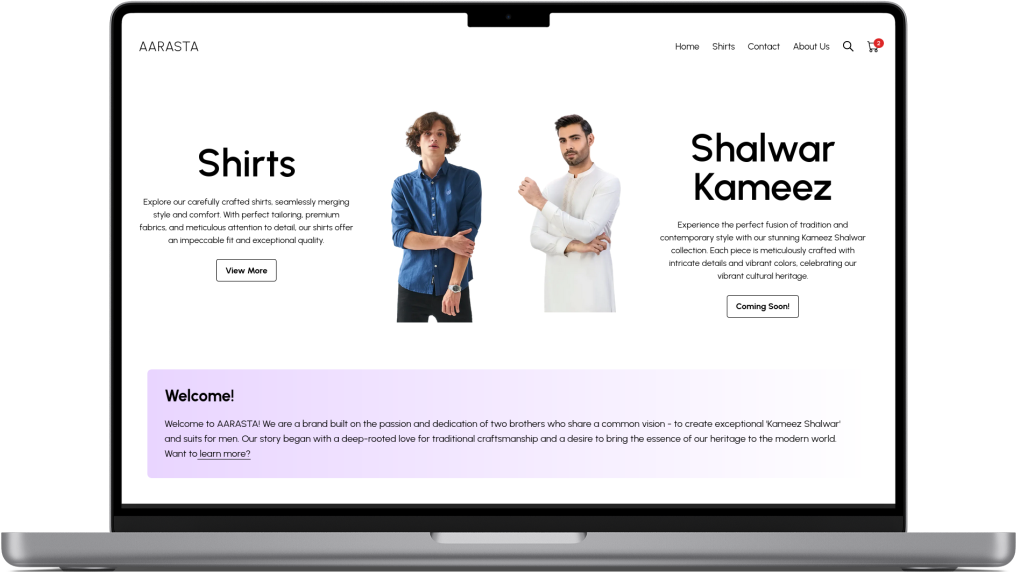 AARASTA
Home Shirts Contact About Us
2
Shirts
Explore our carefully crafted shirts, seamlessly merging
style and comfort. With perfect tailoring, premium
fabrics, and meticulous attention to detail, our shirts offer
an impeccable fit and exceptional quality.
View More
Shalwar
Kameez
Experience the perfect fusion of tradition and
contemporary style with our stunning Kameez Shalwar
collection. Each piece is meticulously crafted with
intricate details and vibrant colors, celebrating our
vibrant cultural heritage.
Coming Soon!
Welcome!
Welcome to AARASTA! We are a brand built on the passion and dedication of two brothers who share a common vision - to create exceptional 'Kameez Shalwar'
and suits for men. Our story began with a deep-rooted love for traditional craftsmanship and a desire to bring the essence of our heritage to the modern world.
Want to learn more?